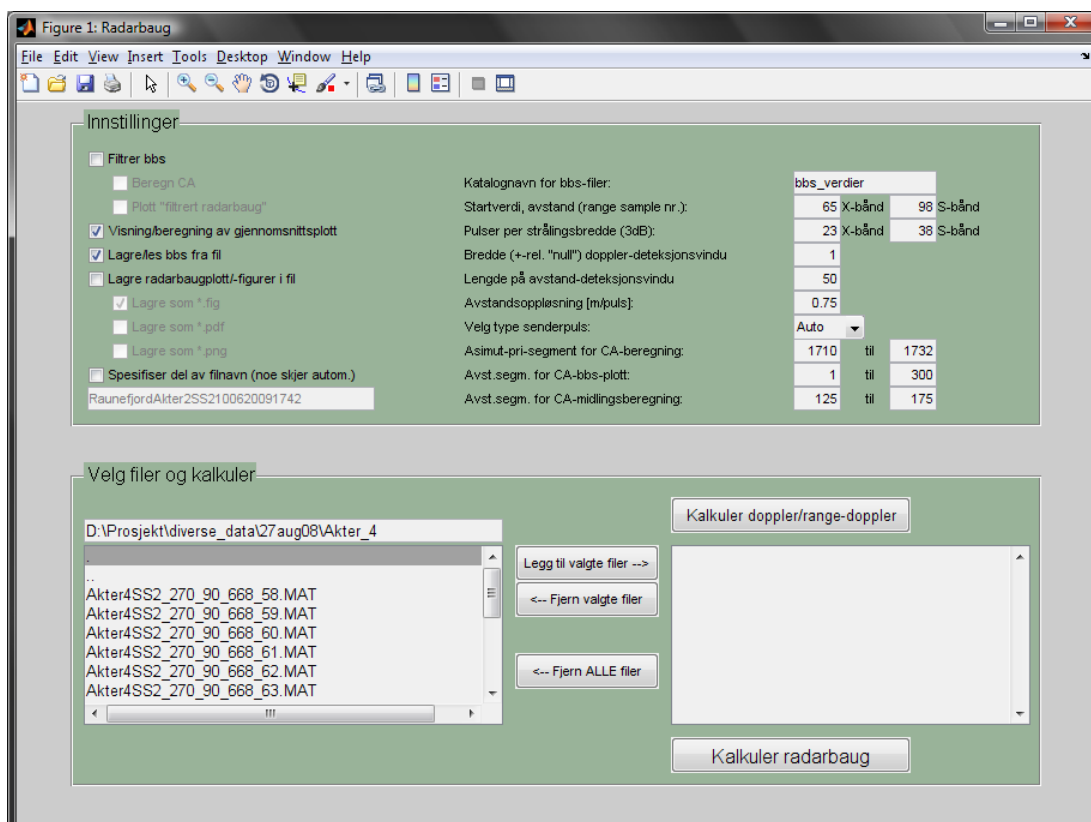 Figure 1: Radarbaug
File Edit View Insert Tools Desktop Window Help
Innstillinger
Filtrer bbs
Beregn CA
Plott "filtrert radarbaug"
Visning/beregning av gjennomsnittsplott
Lagre/les bbs fra fil
Lagre radarbaugplott/-figurer i fil
Lagre som *.fig
Lagre som *.pdf
Lagre som *.png
Spesifiser del av filnavn (noe skjer autom.)
RaunefjordAkter2SS2100620091742
Katalognavn for bbs-filer: bbs_verdier
Startverdi, avstand (range sample nr.): 65 X-bånd 98 S-bånd
Pulser per strålingsbredde (3dB): 23 X-bånd 38 S-bånd
Bredde (+-rel. "null") doppler-deteksjonsvindu 1
Lengde på avstand-deteksjonsvindu 50
Avstandsoppløsning [m/puls]: 0.75
Velg type senderpuls: Auto
Asimut-pri-segment for CA-beregning: 1710 til 1732
Avst.segm. for CA-bbs-plott: 1 til 300
Avst.segm. for CA-midlingsberegning: 125 til 175
Velg filer og kalkuler
D:\Prosjekt\diverse_data\27aug08\Akter_4
.
..
Akter4SS2_270_90_668_58.MAT
Akter4SS2_270_90_668_59.MAT
Akter4SS2_270_90_668_60.MAT
Akter4SS2_270_90_668_61.MAT
Akter4SS2_270_90_668_62.MAT
Akter4SS2_270_90_668_63.MAT
Legg til valgte filer -->
<-- Fjern valgte filer
<-- Fjern ALLE filer
Kalkuler doppler/range-doppler
Kalkuler radarbaug